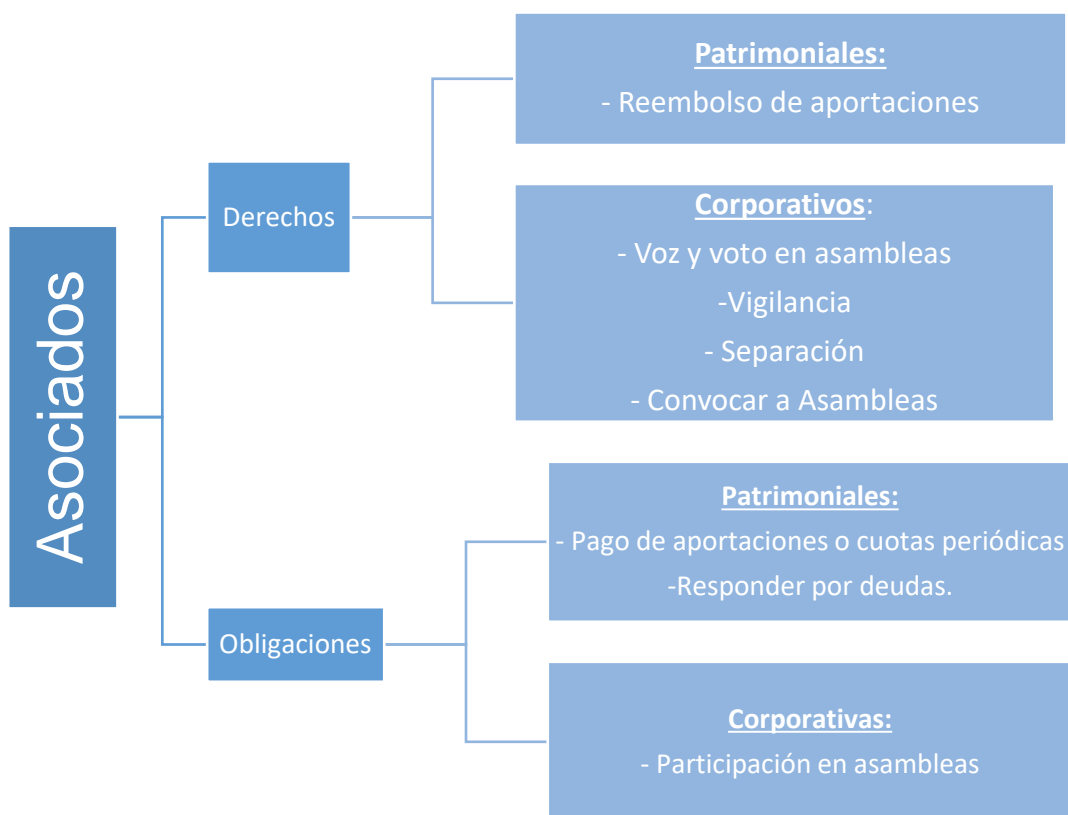 Asociados
Derechos
Patrimoniales:
- Reembolso de aportaciones
Corporativos:
- Voz y voto en asambleas
-Vigilancia
- Separación
- Convocar a Asambleas
Obligaciones
Patrimoniales:
- Pago de aportaciones o cuotas periódicas
-Responder por deudas.
Corporativas:
- Participación en asambleas